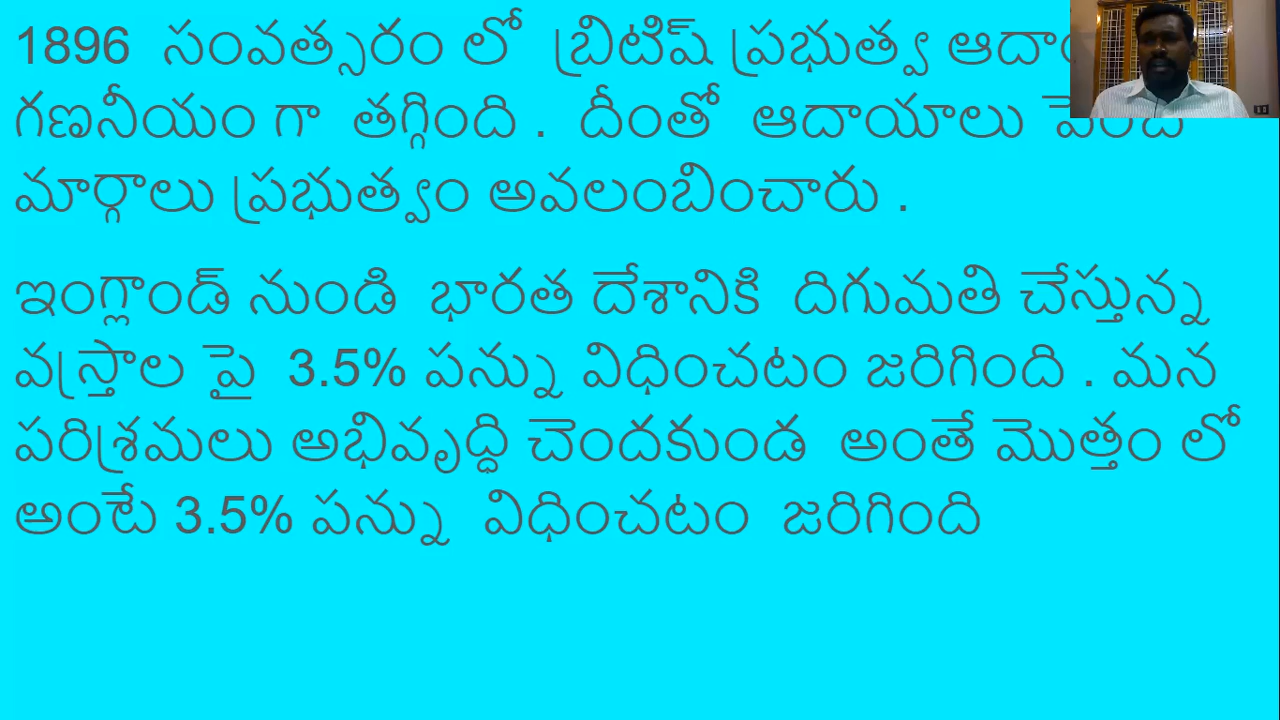 1896 సంవత్సరం లో బ్రిటిష్ ప్రభుత్వ
గణనీయం గా తగ్గింది . దీంతో ఆదాయాలు
మార్గాలు ప్రభుత్వం అవలంబించారు .
ఇంగ్లాండ్ నుండి భారత దేశానికి దిగుమతి చేస్తున్న
వస్త్రాల పై 3.5% పన్ను విధించటం జరిగింది . మన
పరిశ్రమలు అభివృద్ధి చెందకుండ అంతే మొత్తం లో
అంటే 3.5% పన్ను విధించటం జరిగింది